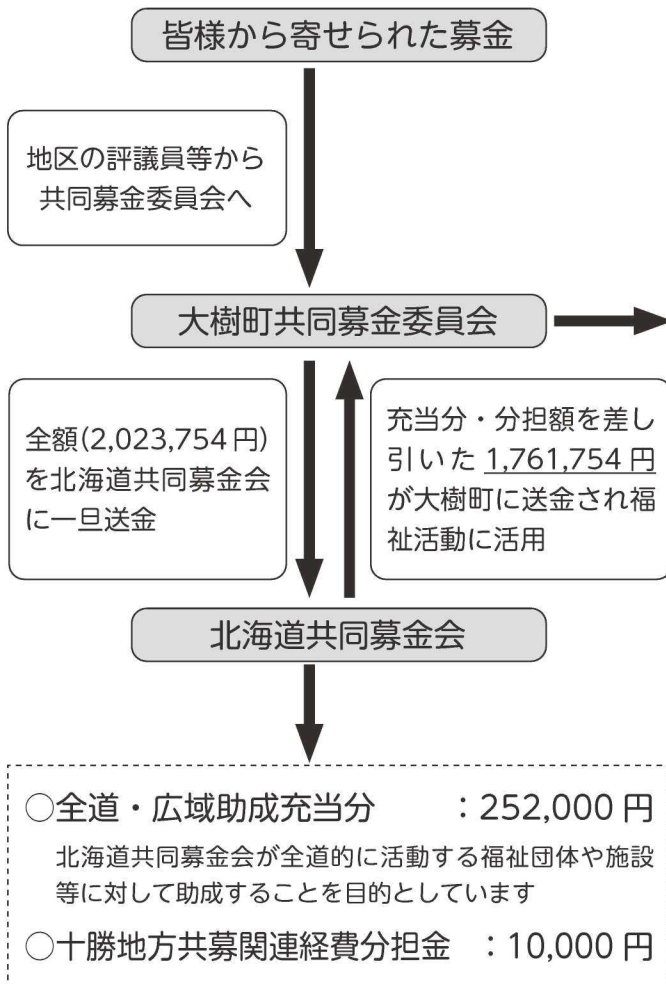 皆様から寄せられた募金
地区の評議員等から
共同募金委員会へ
大樹町共同募金委員会
全額(2,023,754円)
を北海道共同募金会
に一旦送金
充当分・分担額を差し
引いた 1,761,754円
が大樹町に送金され福
祉活動に活用
北海道共同募金会
○全道・広域助成充当分　：252,000円
北海道共同募金会が全道的に活動する福祉団体や施設
等に対して助成することを目的としています
○十勝地方共募関連経費分担金　：10,000円